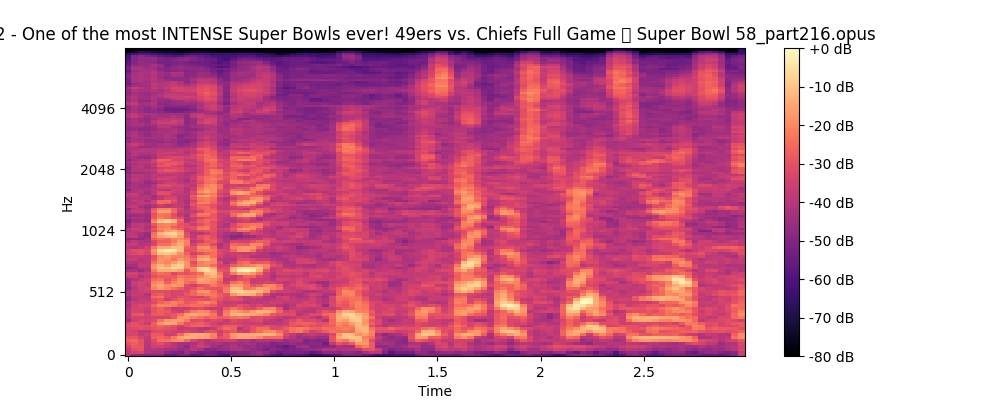 2 - One of the most INTENSE Super Bowls ever! 49ers vs. Chiefs Full Game  Super Bowl 58_part216.opus
+0 dB
4096
-10 dB
-20 dB
2048
-30 dB
Hz
-40 dB
1024
-50 dB
512
-60 dB
-70 dB
0
-80 dB
0 0.5 1 1.5 2 2.5
Time